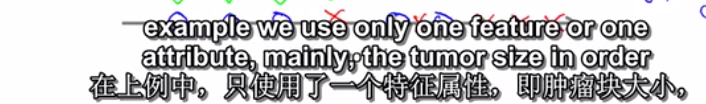 example we use only one feature or one
attribute, mainly, the tumor size in order
在上例中，只使用了一个特征属性，即肿瘤块大小，